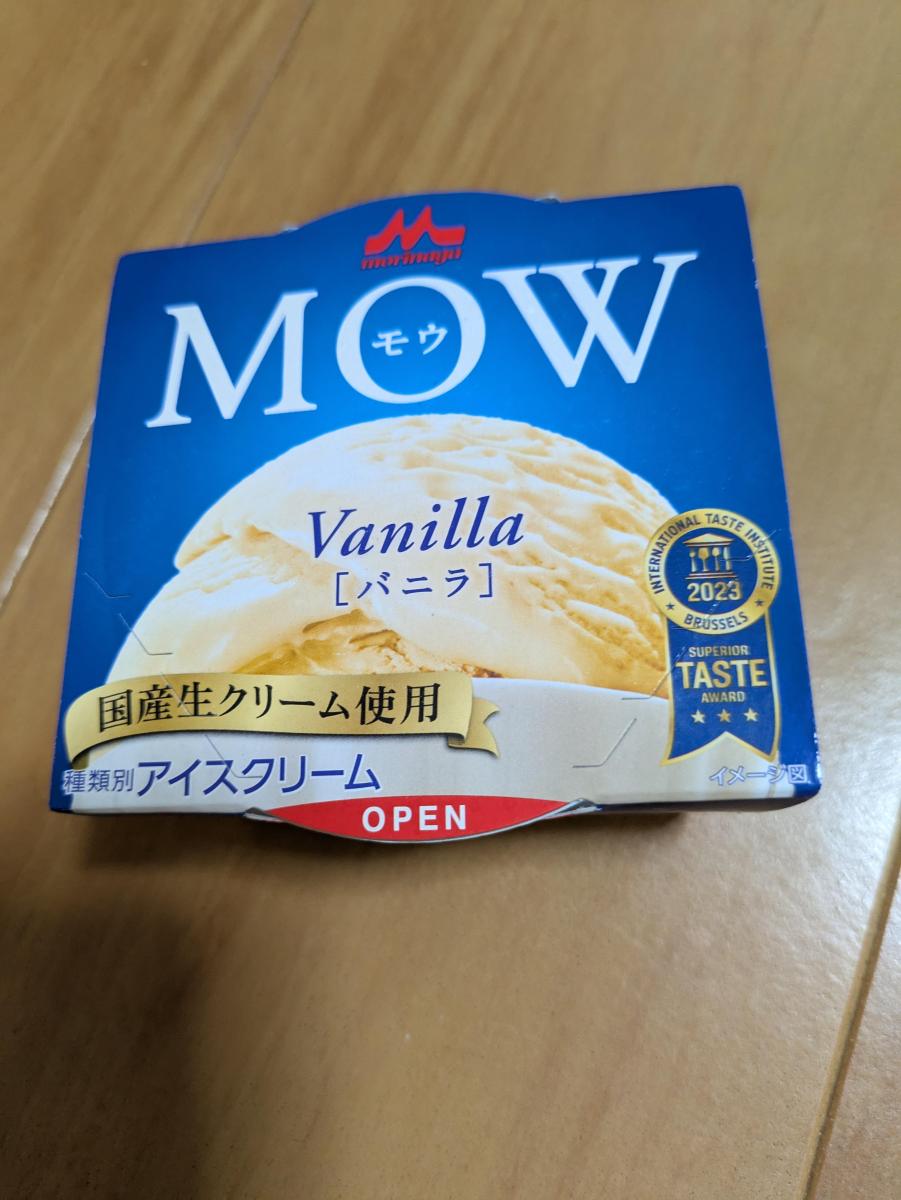 morinaga
MOW
モウ
Vanilla
[バニラ]
INTERNATIONAL TASTE INSTITUTE
2023
BRUSSELS
SUPERIOR
TASTE
AWARD
国産生クリーム使用
種類別アイスクリーム
イメージ図
OPEN